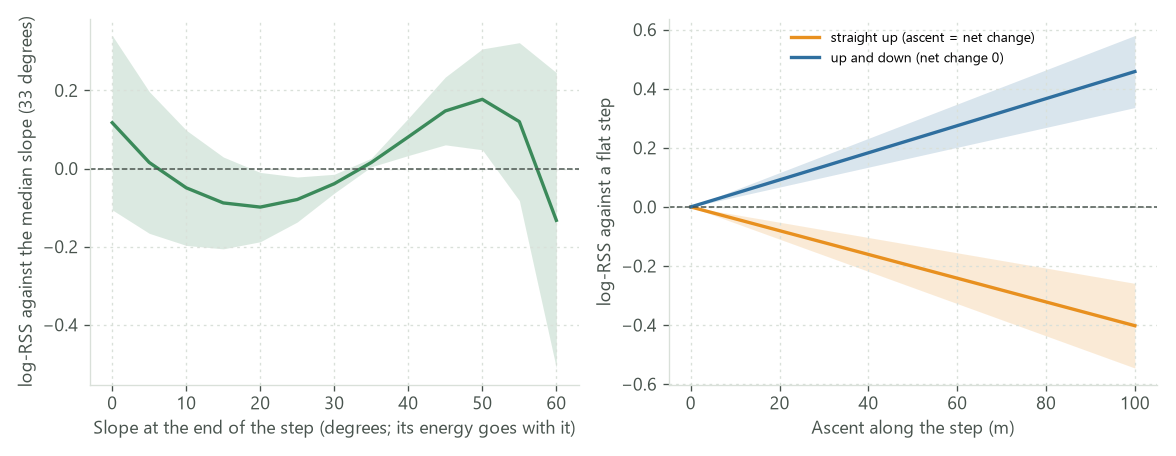 log-RSS against the median slope (33 degrees)
0.2
0.0
−0.2
−0.4
0 10 20 30 40 50 60
Slope at the end of the step (degrees; its energy goes with it)
log-RSS against a flat step
0.6
0.4
0.2
0.0
−0.2
−0.4
−0.6
straight up (ascent = net change)
up and down (net change 0)
0 20 40 60 80 100
Ascent along the step (m)